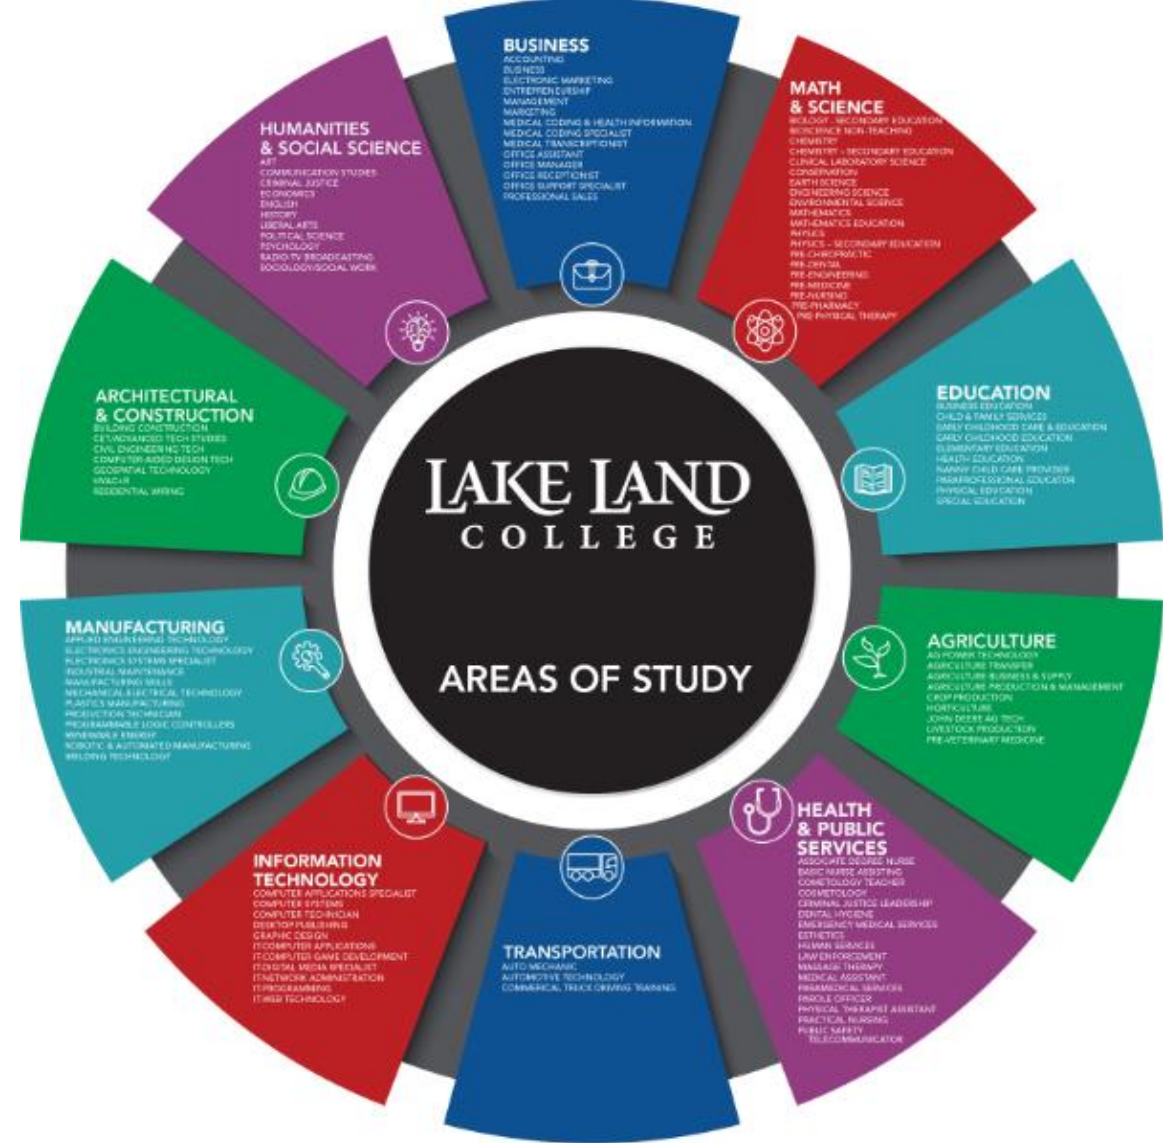 LAKE LAND
COLLEGE
AREAS OF STUDY
BUSINESS
ACCOUNTING
BUSINESS
ELECTRONIC MARKETING
ENTREPRENEURSHIP
MANAGEMENT
MARKETING
MEDICAL CODING & HEALTH INFORMATION
MEDICAL CODING SPECIALIST
MEDICAL TRANSCRIPTIONIST
OFFICE ASSISTANT
OFFICE MANAGER
OFFICE RECEPTIONIST
OFFICE SUPPORT SPECIALIST
PROFESSIONAL SALES
MATH
& SCIENCE
BIOLOGY - SECONDARY EDUCATION
BIOSCIENCE NON-TEACHING
CHEMISTRY
CHEMISTRY - SECONDARY EDUCATION
CLINICAL LABORATORY SCIENCE
CONSERVATION
EARTH SCIENCE
ENGINEERING SCIENCE
ENVIRONMENTAL SCIENCE
MATHEMATICS
MATHEMATICS EDUCATION
PHYSICS
PHYSICS - SECONDARY EDUCATION
PRE-CHIROPRACTIC
PRE-DENTAL
PRE-ENGINEERING
PRE-MEDICINE
PRE-NURSING
PRE-PHARMACY
PRE-PHYSICAL THERAPY
EDUCATION
BUSINESS EDUCATION
CHILD & FAMILY SERVICES
EARLY CHILDHOOD CARE & EDUCATION
EARLY CHILDHOOD EDUCATION
ELEMENTARY EDUCATION
HEALTH EDUCATION
NANNY CHILD CARE PROVIDER
PARAPROFESSIONAL EDUCATOR
PHYSICAL EDUCATION
SPECIAL EDUCATION
AGRICULTURE
AG POWER TECHNOLOGY
AGRICULTURE TRANSFER
AGRICULTURE BUSINESS & SUPPLY
AGRICULTURE PRODUCTION & MANAGEMENT
CROP PRODUCTION
HORTICULTURE
JOHN DEERE AG TECH
LIVESTOCK PRODUCTION
PRE-VETERINARY MEDICINE
HEALTH
& PUBLIC
SERVICES
ASSOCIATE DEGREE NURSE
BASIC NURSE ASSISTING
COMETOLOGY TEACHER
COSMETOLOGY
CRIMINAL JUSTICE LEADERSHIP
DENTAL HYGIENE
EMERGENCY MEDICAL SERVICES
ESTHETICS
HUMAN SERVICES
LAW ENFORCEMENT
MASSAGE THERAPY
MEDICAL ASSISTANT
PARAMEDICAL SERVICES
PAROLE OFFICER
PHYSICAL THERAPIST ASSISTANT
PRACTICAL NURSING
PUBLIC SAFETY
TELECOMMUNICATOR
TRANSPORTATION
AUTO MECHANIC
AUTOMOTIVE TECHNOLOGY
COMMERICAL TRUCK DRIVING TRAINING
INFORMATION
TECHNOLOGY
COMPUTER APPLICATIONS SPECIALIST
COMPUTER SYSTEMS
COMPUTER TECHNICIAN
DESKTOP PUBLISHING
GRAPHIC DESIGN
IT-COMPUTER APPLICATIONS
IT-COMPUTER GAME DEVELOPMENT
IT-DIGITAL MEDIA SPECIALIST
IT-NETWORK ADMINISTRATION
IT-PROGRAMMING
IT-WEB TECHNOLOGY
MANUFACTURING
APPLIED ENGINEERING TECHNOLOGY
ELECTRONICS ENGINEERING TECHNOLOGY
ELECTRONICS SYSTEMS SPECIALIST
INDUSTRIAL MAINTENANCE
MANUFACTURING SKILLS
MECHANICAL-ELECTRICAL TECHNOLOGY
PLASTICS MANUFACTURING
PRODUCTION TECHNICIAN
PROGRAMMABLE LOGIC CONTROLLERS
RENEWABLE ENERGY
ROBOTIC & AUTOMATED MANUFACTURING
WELDING TECHNOLOGY
ARCHITECTURAL
& CONSTRUCTION
BUILDING CONSTRUCTION
CET/ADVANCED TECH STUDIES
CIVIL ENGINEERING TECH
COMPUTER-AIDED DESIGN TECH
GEOSPATIAL TECHNOLOGY
HVAC+R
RESIDENTIAL WIRING
HUMANITIES
& SOCIAL SCIENCE
ART
COMMUNICATION STUDIES
CRIMINAL JUSTICE
ECONOMICS
ENGLISH
HISTORY
LIBERAL ARTS
POLITICAL SCIENCE
PSYCHOLOGY
RADIO-TV BROADCASTING
SOCIOLOGY/SOCIAL WORK